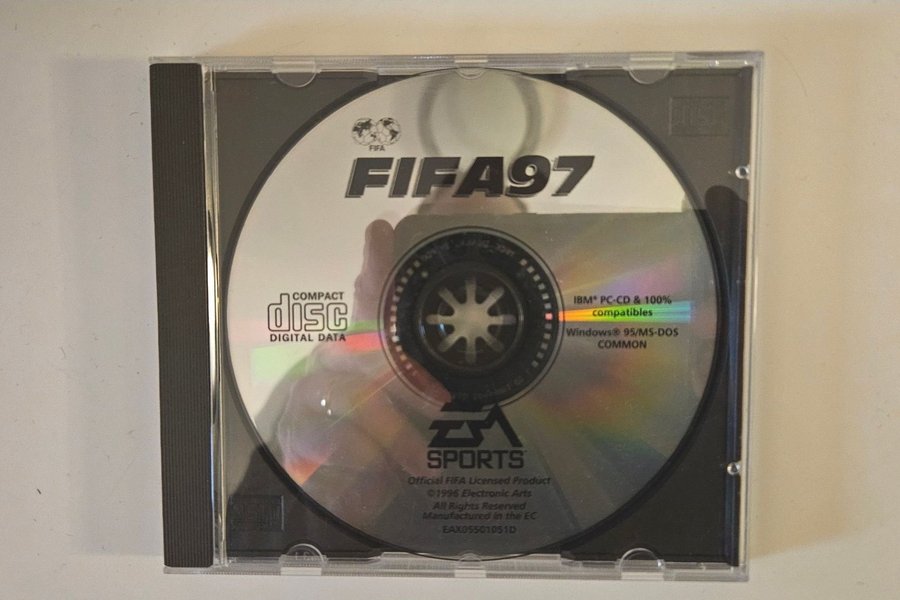 FIFA
FIFA97
COMPACT
disc
DIGITAL DATA
IBM® PC-CD & 100%
compatibles
Windows® 95/MS-DOS
COMMON
EA
SPORTS
Official FIFA Licensed Product
©1996 Electronic Arts
All Rights Reserved
Manufactured in the EC
EAX05501051D